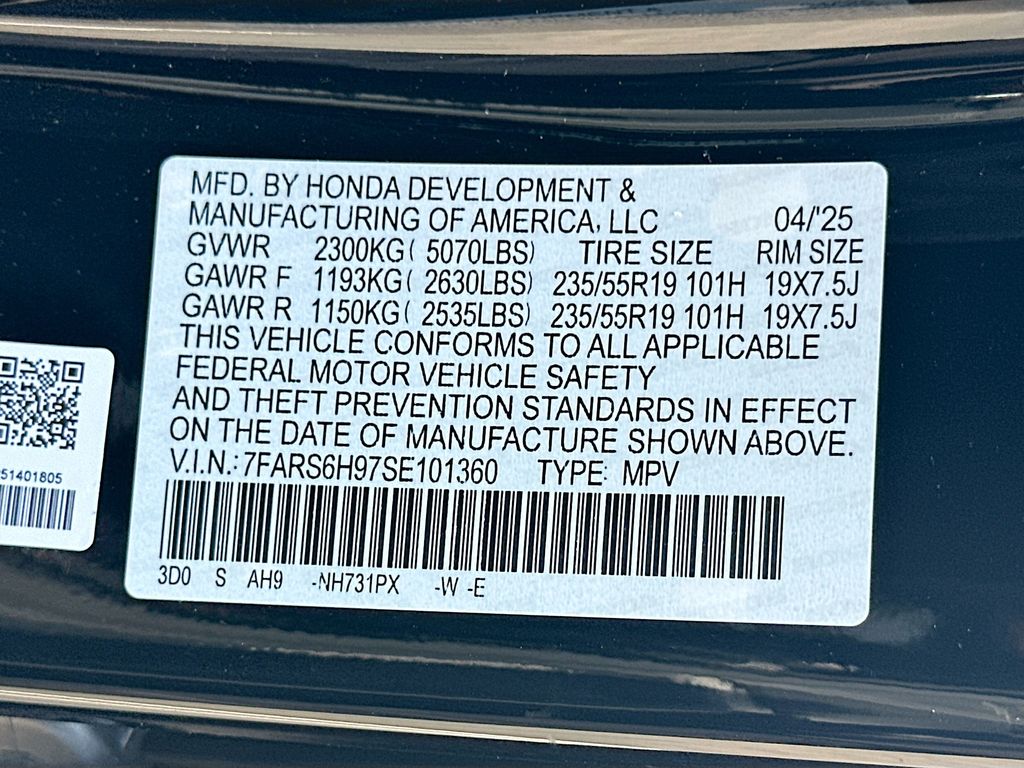 MFD. BY HONDA DEVELOPMENT &
MANUFACTURING OF AMERICA, LLC 04/'25
GVWR 2300KG( 5070LBS) TIRE SIZE RIM SIZE
GAWR F 1193KG( 2630LBS) 235/55R19 101H 19X7.5J
GAWR R 1150KG( 2535LBS) 235/55R19 101H 19X7.5J
THIS VEHICLE CONFORMS TO ALL APPLICABLE
FEDERAL MOTOR VEHICLE SAFETY
AND THEFT PREVENTION STANDARDS IN EFFECT
ON THE DATE OF MANUFACTURE SHOWN ABOVE.
V.I.N.: 7FARS6H97SE101360 TYPE: MPV
3D0 S AH9 -NH731PX -W -E
51401805